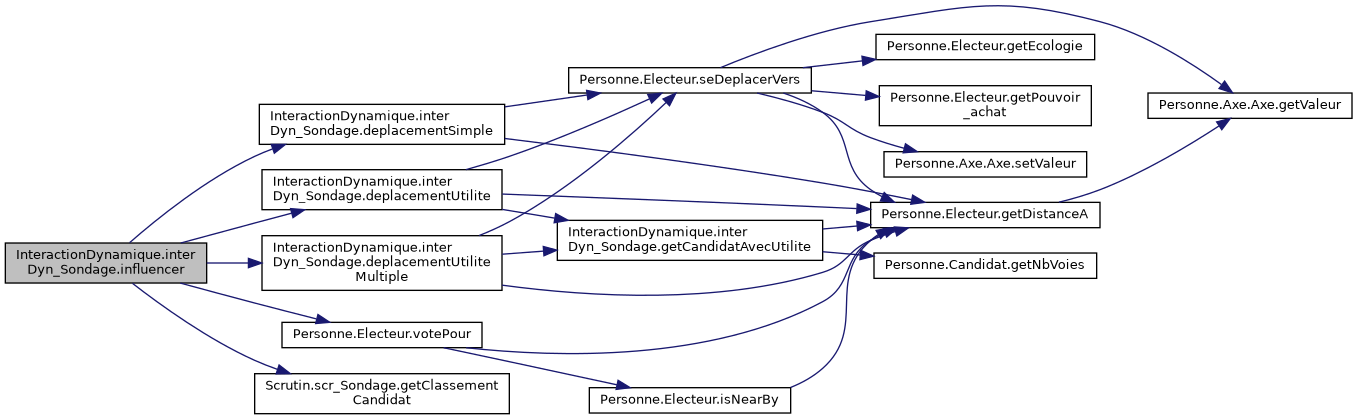 InteractionDynamique.inter
Dyn_Sondage.influencer
InteractionDynamique.inter
Dyn_Sondage.deplacementSimple
InteractionDynamique.inter
Dyn_Sondage.deplacementUtilite
InteractionDynamique.inter
Dyn_Sondage.deplacementUtilite
Multiple
Personne.Electeur.votePour
Scrutin.scr_Sondage.getClassement
Candidat
Personne.Electeur.seDeplacerVers
InteractionDynamique.inter
Dyn_Sondage.getCandidatAvecUtilite
Personne.Electeur.isNearBy
Personne.Electeur.getEcologie
Personne.Electeur.getPouvoir
_achat
Personne.Axe.Axe.setValeur
Personne.Electeur.getDistanceA
Personne.Candidat.getNbVoies
Personne.Axe.Axe.getValeur